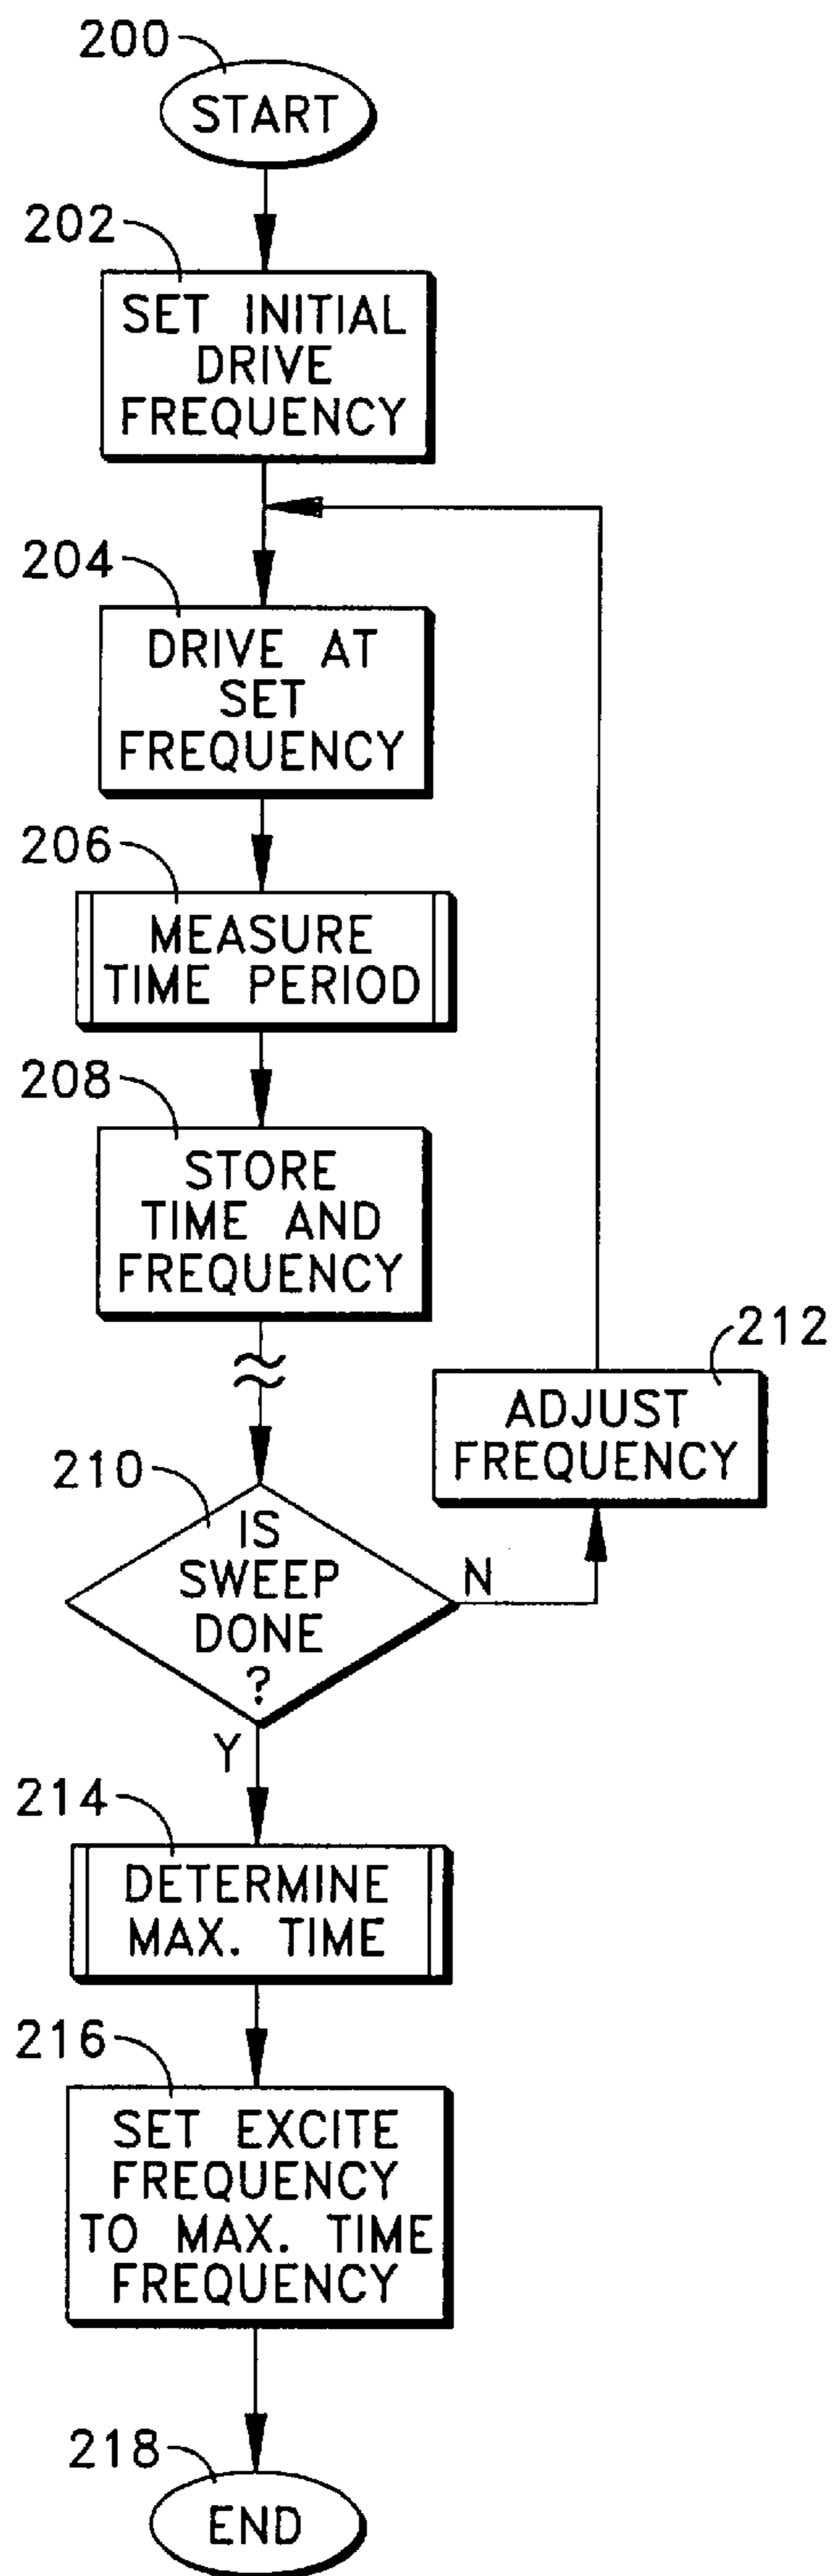 200
START
202
SET INITIAL
DRIVE
FREQUENCY
204
DRIVE AT
SET
FREQUENCY
206
MEASURE
TIME PERIOD
208
STORE
TIME AND
FREQUENCY
212
ADJUST
FREQUENCY
210
IS
SWEEP
DONE
?
N
Y
214
DETERMINE
MAX. TIME
216
SET EXCITE
FREQUENCY
TO MAX. TIME
FREQUENCY
218
END